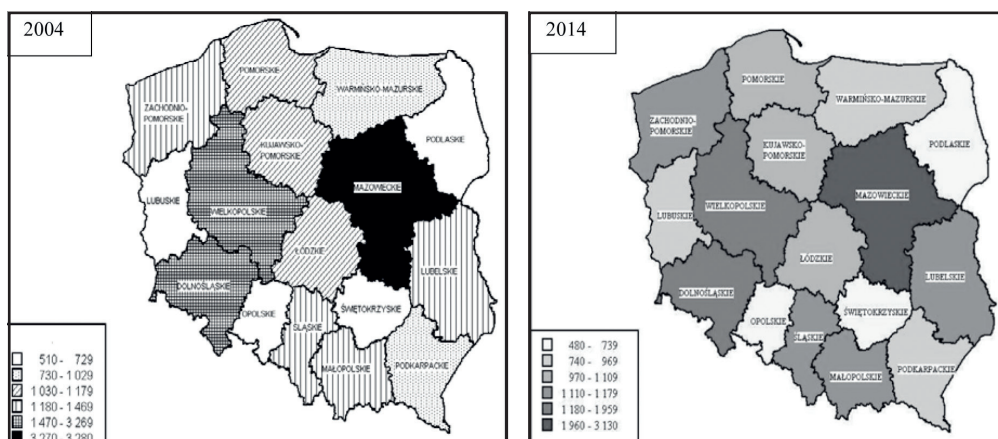 2004
POMORSKIE
WARMIŃSKO-MAZURSKIE
ZACHODNIO-
POMORSKIE
PODLASKIE
KUJAWSKO-
POMORSKIE
MAZOWIECKIE
LUBUSKIE
WIELKOPOLSKIE
ŁÓDZKIE
LUBELSKIE
DOLNOŚLĄSKIE
OPOLSKIE
ŚWIĘTOKRZYSKIE
ŚLĄSKIE
MAŁOPOLSKIE
PODKARPACKIE
510 - 729
730 - 1 029
1 030 - 1 179
1 180 - 1 469
1 470 - 3 269
3 270 - 3 280
2014
POMORSKIE
WARMIŃSKO-MAZURSKIE
ZACHODNIO-
POMORSKIE
PODLASKIE
KUJAWSKO-
POMORSKIE
MAZOWIECKIE
LUBUSKIE
WIELKOPOLSKIE
ŁÓDZKIE
LUBELSKIE
DOLNOŚLĄSKIE
OPOLSKIE
ŚWIĘTOKRZYSKIE
ŚLĄSKIE
MAŁOPOLSKIE
PODKARPACKIE
480 - 739
740 - 969
970 - 1 109
1 110 - 1 179
1 180 - 1 959
1 960 - 3 130